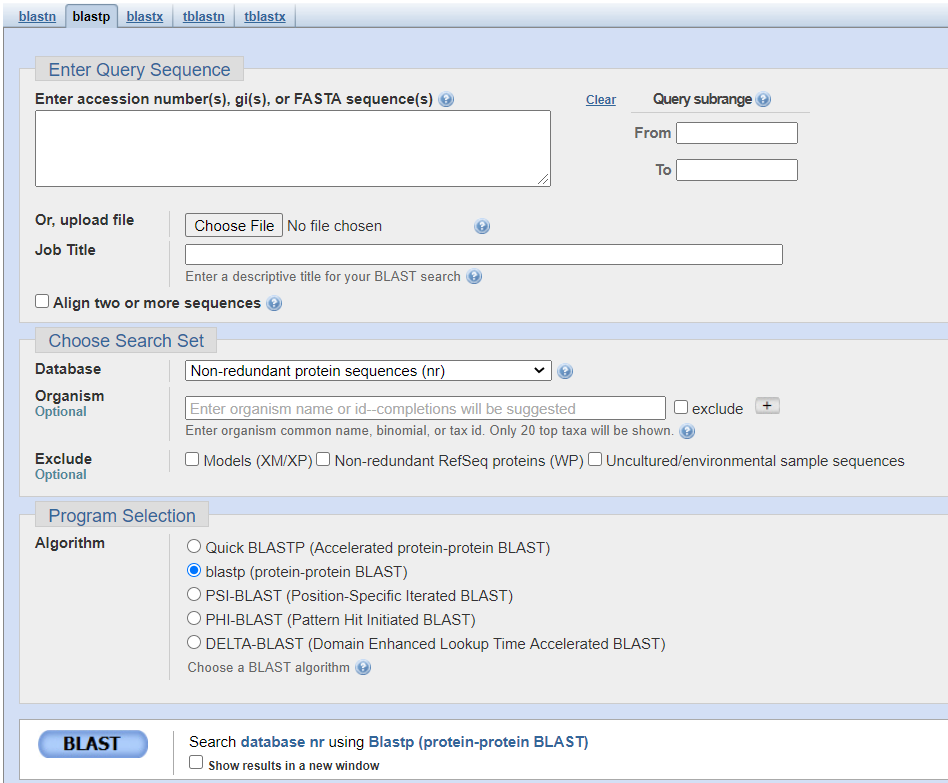 blastn blastp blastx tblastn tblastx
Enter Query Sequence
Enter accession number(s), gi(s), or FASTA sequence(s) Clear Query subrange
From
To
Or, upload file Choose File No file chosen
Job Title
Enter a descriptive title for your BLAST search
Align two or more sequences
Choose Search Set
Database Non-redundant protein sequences (nr)
Organism
Optional
Enter organism name or id--completions will be suggested exclude +
Enter organism common name, binomial, or tax id. Only 20 top taxa will be shown.
Exclude
Optional
Models (XM/XP) Non-redundant RefSeq proteins (WP) Uncultured/environmental sample sequences
Program Selection
Algorithm
Quick BLASTP (Accelerated protein-protein BLAST)
blastp (protein-protein BLAST)
PSI-BLAST (Position-Specific Iterated BLAST)
PHI-BLAST (Pattern Hit Initiated BLAST)
DELTA-BLAST (Domain Enhanced Lookup Time Accelerated BLAST)
Choose a BLAST algorithm
BLAST Search database nr using Blastp (protein-protein BLAST)
Show results in a new window